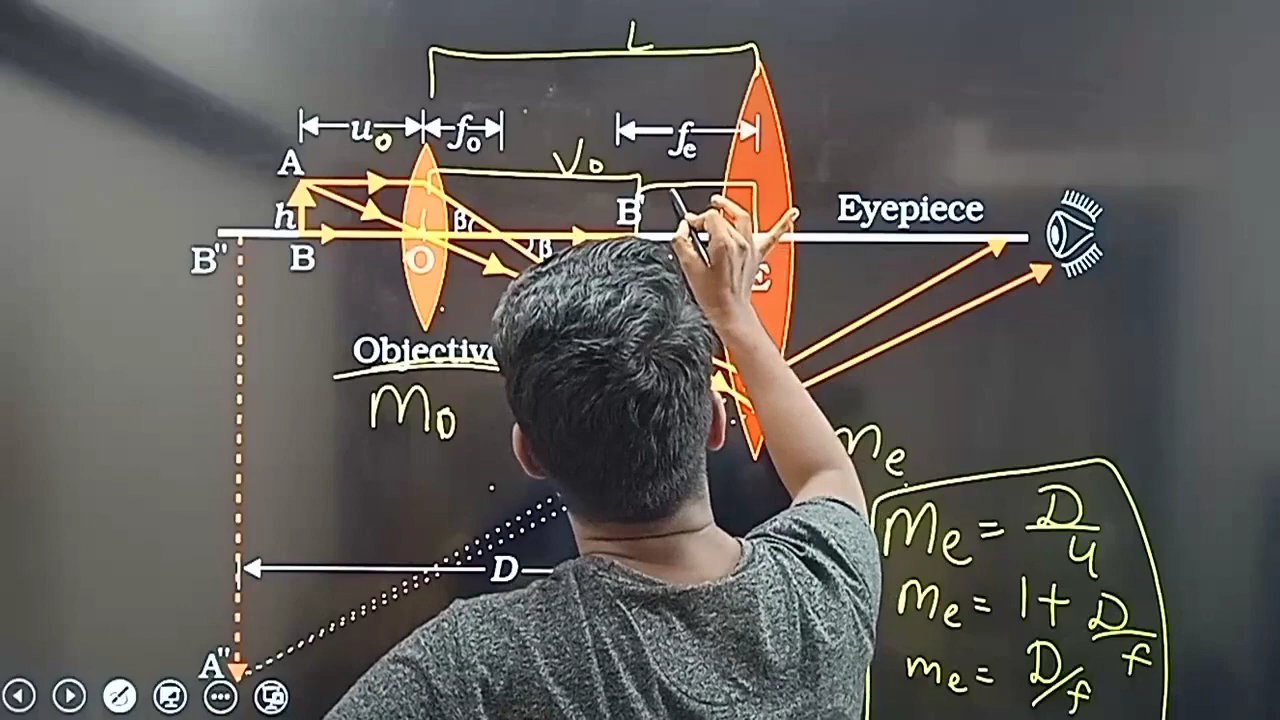 L
u₀ f₀ fₑ
V₀
A
h β B' Eyepiece
β
B" B O E
Objective
M₀
mₑ
Mₑ = D/u
mₑ = 1 + D/f
D
A" mₑ = D/f